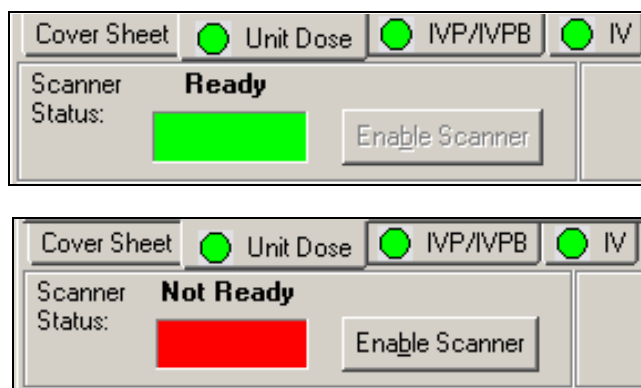 Cover Sheet Unit Dose IVP/IVPB IV
Scanner Ready
Status:
Enable Scanner
Cover Sheet Unit Dose IVP/IVPB IV
Scanner Not Ready
Status:
Enable Scanner